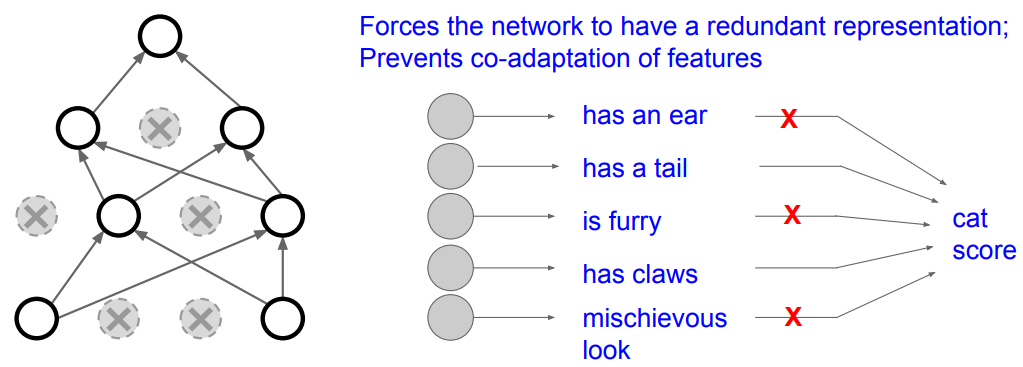 Forces the network to have a redundant representation;
Prevents co-adaptation of features
has an ear
X
has a tail
is furry
X
cat
score
has claws
mischievous
look
X